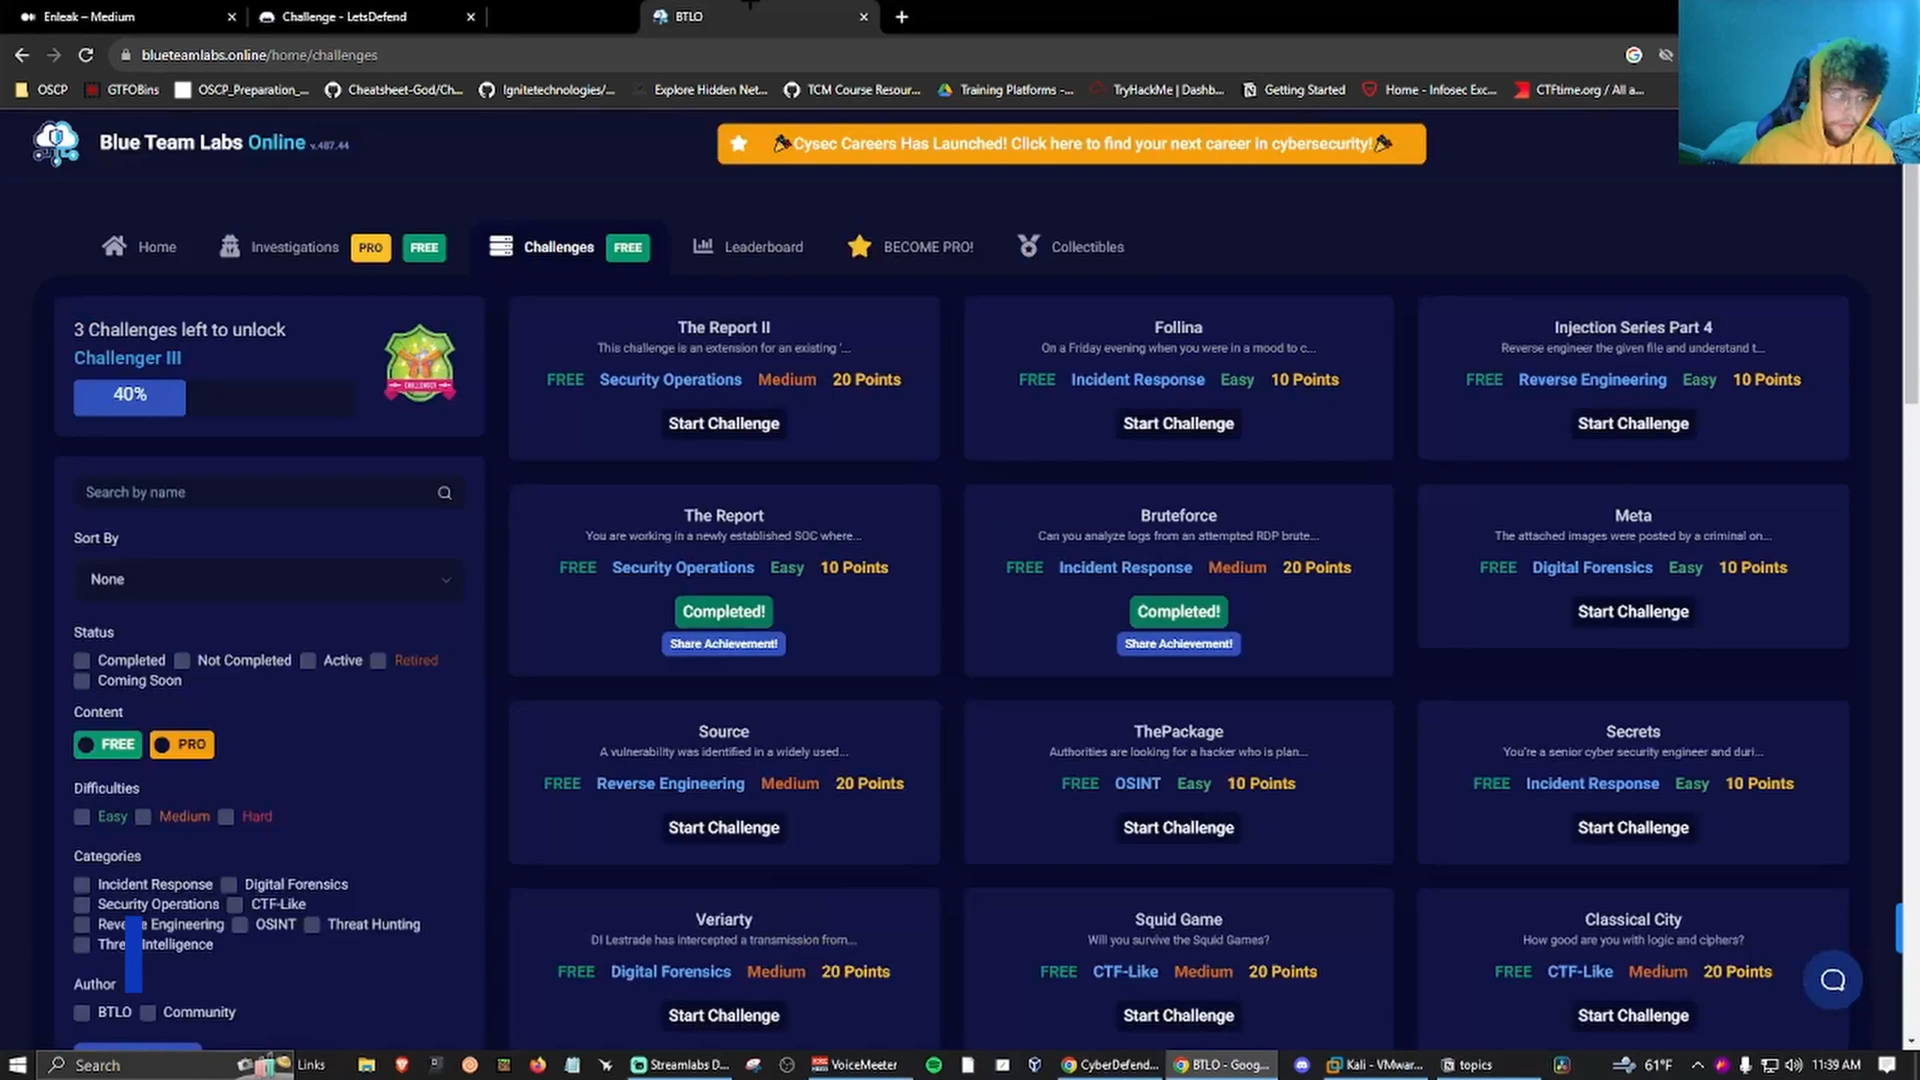 Enleak – Medium
Challenge - LetsDefend
BTLO
blueteamlabs.online/home/challenges
OSCP
GTFOBins
OSCP_Preparation_...
Cheatsheet-God/Ch...
Ignitetechnologies/...
Explore Hidden Net...
TCM Course Resour...
Training Platforms -...
TryHackMe | Dashb...
Getting Started
Home - Infosec Exc...
CTFtime.org / All a...
Blue Team Labs Online v.487.44
Cysec Careers Has Launched! Click here to find your next career in cybersecurity!
Home
Investigations PRO FREE
Challenges FREE
Leaderboard
BECOME PRO!
Collectibles
3 Challenges left to unlock
Challenger III
40%
CHALLENGER
Search by name
Sort By
None
Status
Completed Not Completed Active Retired
Coming Soon
Content
FREE PRO
Difficulties
Easy Medium Hard
Categories
Incident Response Digital Forensics
Security Operations CTF-Like
Reverse Engineering OSINT Threat Hunting
Threat Intelligence
Author
BTLO Community
The Report II
This challenge is an extension for an existing '...
FREE Security Operations Medium 20 Points
Start Challenge
Follina
On a Friday evening when you were in a mood to c...
FREE Incident Response Easy 10 Points
Start Challenge
Injection Series Part 4
Reverse engineer the given file and understand t...
FREE Reverse Engineering Easy 10 Points
Start Challenge
The Report
You are working in a newly established SOC where...
FREE Security Operations Easy 10 Points
Completed!
Share Achievement!
Bruteforce
Can you analyze logs from an attempted RDP brute...
FREE Incident Response Medium 20 Points
Completed!
Share Achievement!
Meta
The attached images were posted by a criminal on...
FREE Digital Forensics Easy 10 Points
Start Challenge
Source
A vulnerability was identified in a widely used...
FREE Reverse Engineering Medium 20 Points
Start Challenge
ThePackage
Authorities are looking for a hacker who is plan...
FREE OSINT Easy 10 Points
Start Challenge
Secrets
You're a senior cyber security engineer and duri...
FREE Incident Response Easy 10 Points
Start Challenge
Veriarty
DI Lestrade has intercepted a transmission from...
FREE Digital Forensics Medium 20 Points
Start Challenge
Squid Game
Will you survive the Squid Games?
FREE CTF-Like Medium 20 Points
Start Challenge
Classical City
How good are you with logic and ciphers?
FREE CTF-Like Medium 20 Points
Start Challenge
Search
Links
Streamlabs D...
VoiceMeeter
CyberDefend...
BTLO - Goog...
Kali - VMwar...
topics
61°F
11:39 AM